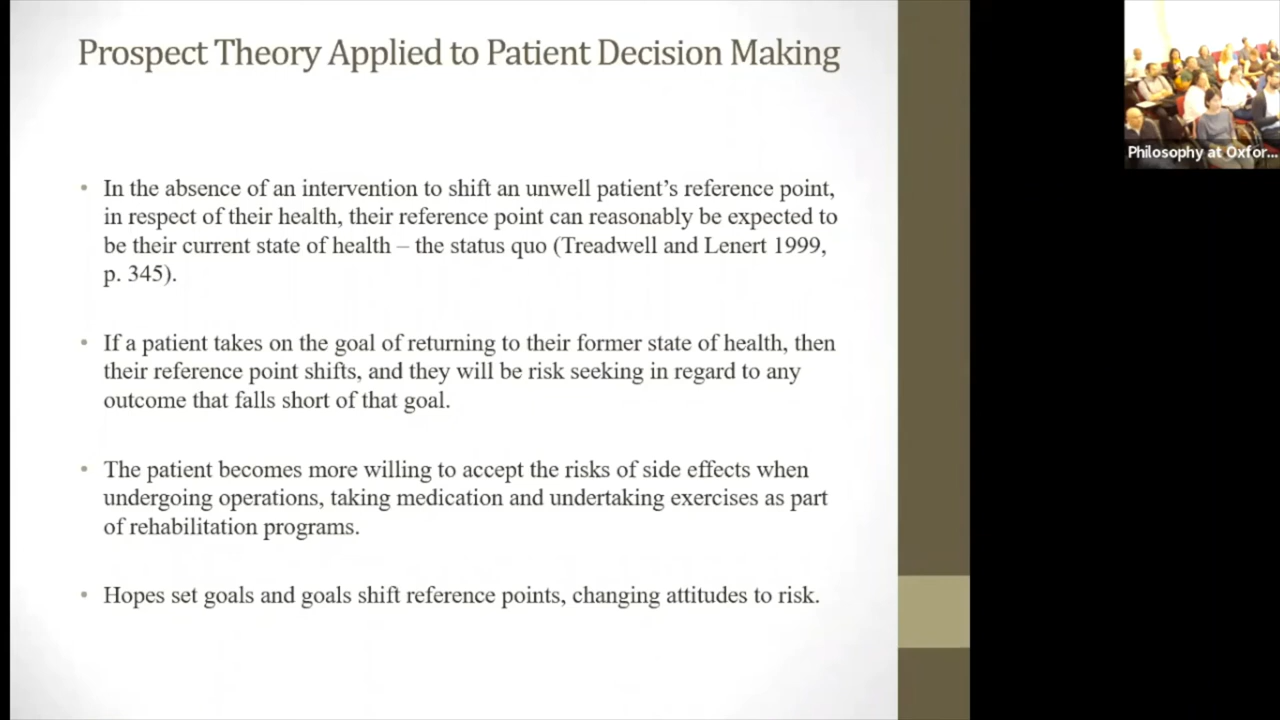 Prospect Theory Applied to Patient Decision Making
• In the absence of an intervention to shift an unwell patient’s reference point,
in respect of their health, their reference point can reasonably be expected to
be their current state of health – the status quo (Treadwell and Lenert 1999,
p. 345).
• If a patient takes on the goal of returning to their former state of health, then
their reference point shifts, and they will be risk seeking in regard to any
outcome that falls short of that goal.
• The patient becomes more willing to accept the risks of side effects when
undergoing operations, taking medication and undertaking exercises as part
of rehabilitation programs.
• Hopes set goals and goals shift reference points, changing attitudes to risk.
Philosophy at Oxfor...